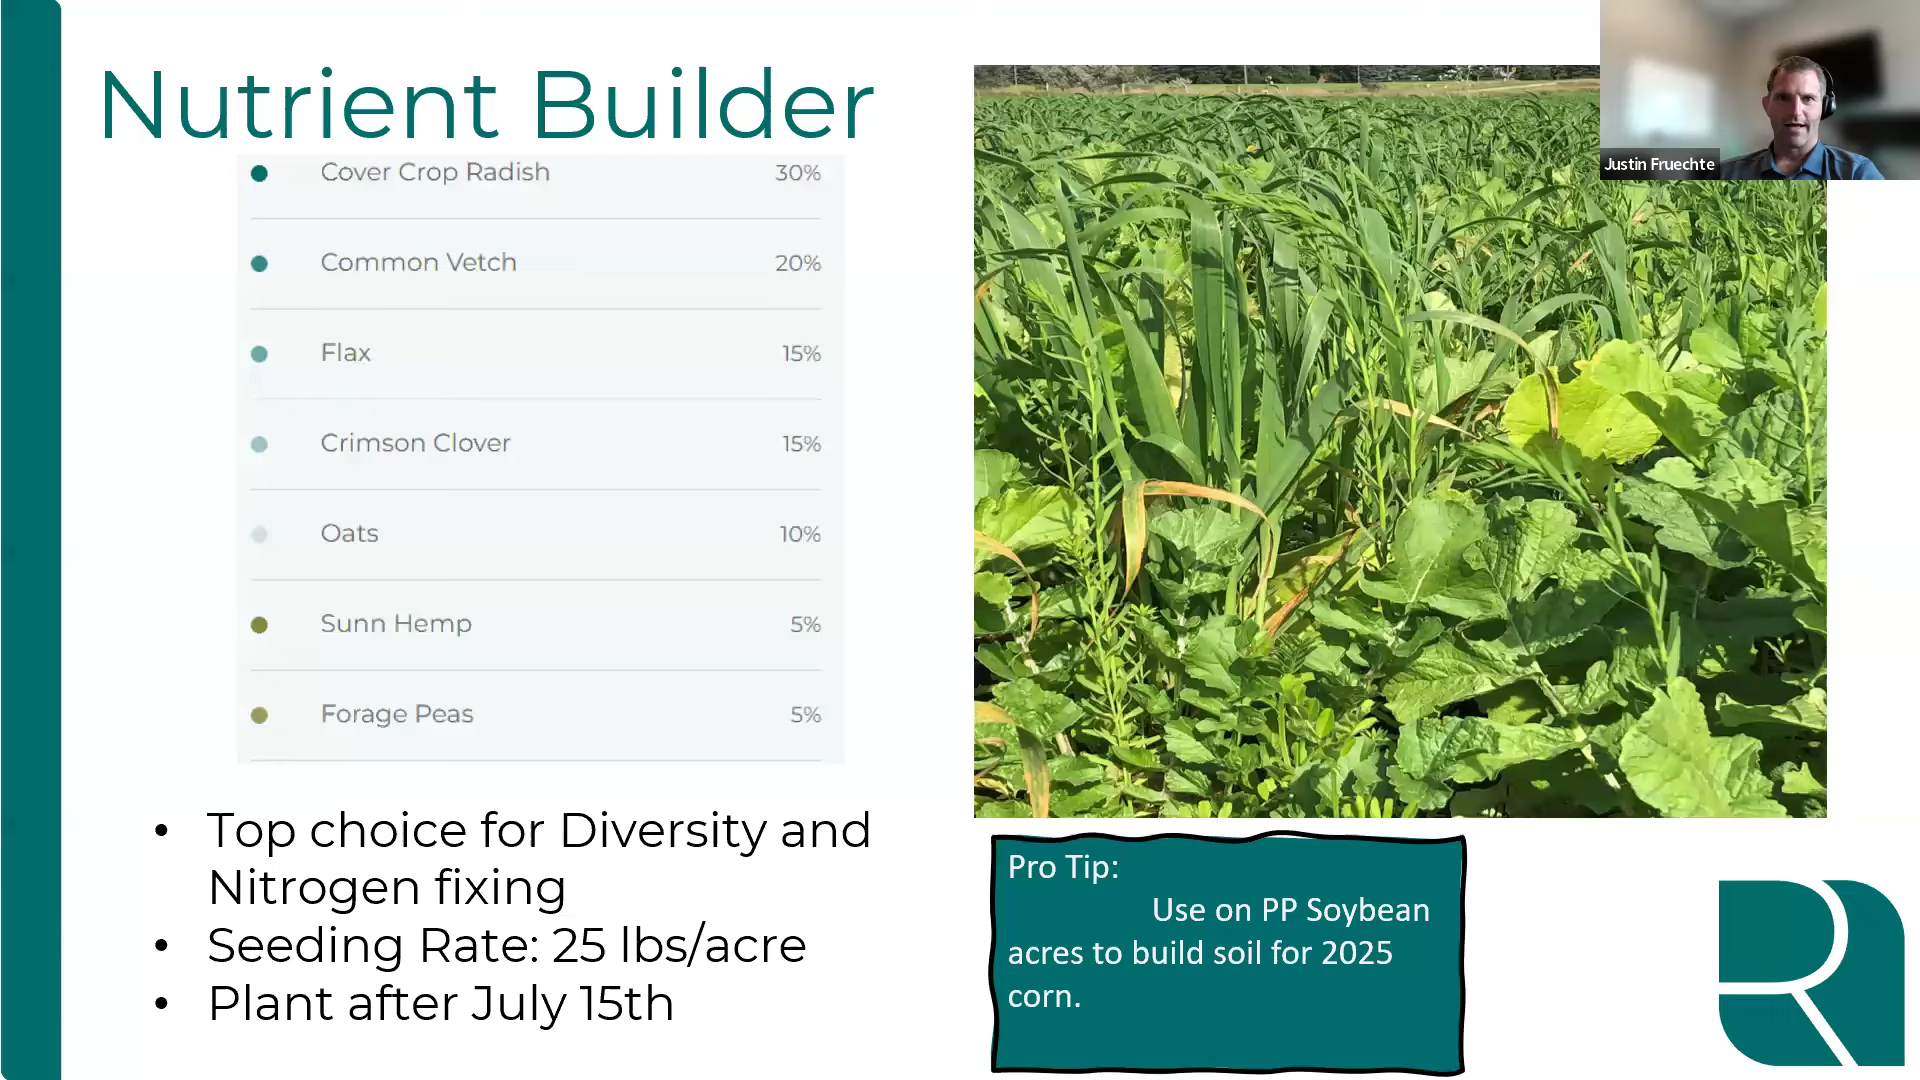 Nutrient Builder
Cover Crop Radish 30%
Common Vetch 20%
Flax 15%
Crimson Clover 15%
Oats 10%
Sunn Hemp 5%
Forage Peas 5%
• Top choice for Diversity and
Nitrogen fixing
• Seeding Rate: 25 lbs/acre
• Plant after July 15th
Justin Fruechte
Pro Tip:
Use on PP Soybean
acres to build soil for 2025
corn.